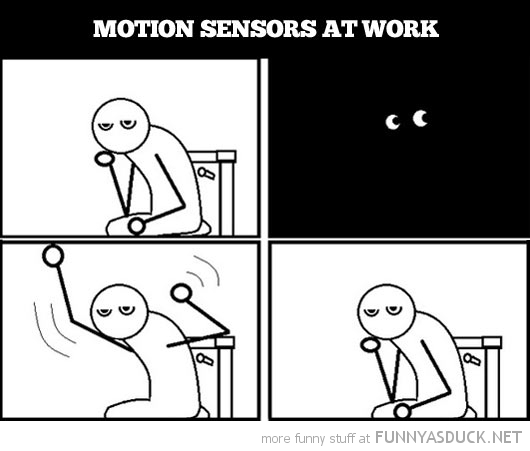 MOTION SENSORS AT WORK
more funny stuff at FUNNYASDUCK.NET